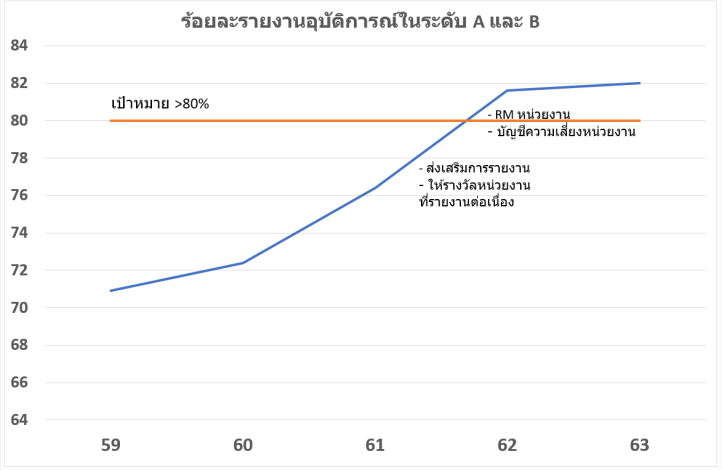 ร้อยละรายงานอุบัติการณ์ในระดับ A และ B
84
82
เป้าหมาย >80%
80
- RM หน่วยงาน
- บัญชีความเสี่ยงหน่วยงาน
78
- ส่งเสริมการรายงาน
76
- ให้รางวัลหน่วยงาน
ที่รายงานต่อเนื่อง
74
72
70
68
66
64
59 60 61 62 63